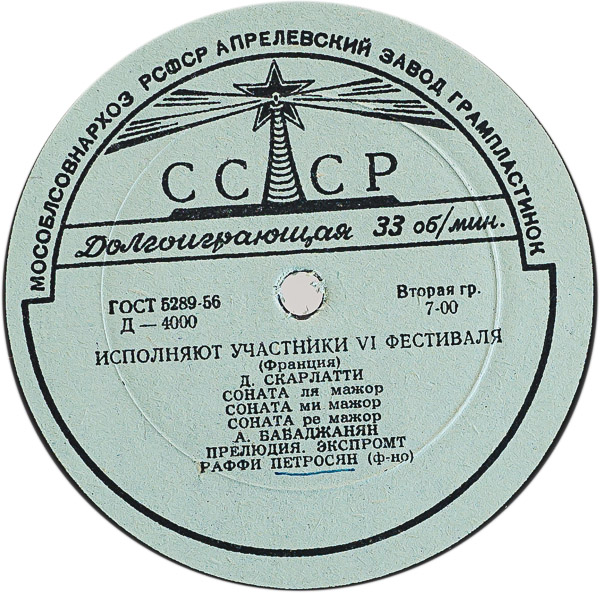 МОСОБЛСОВНАРХОЗ РСФСР АПРЕЛЕВСКИЙ ЗАВОД ГРАМПЛАСТИНОК
СССР
Долгоиграющая 33 об/мин.
ГОСТ 5289-56
Д — 4000
Вторая гр.
7-00
ИСПОЛНЯЮТ УЧАСТНИКИ VI ФЕСТИВАЛЯ
(Франция)
Д. СКАРЛАТТИ
СОНАТА ля мажор
СОНАТА ми мажор
СОНАТА ре мажор
А. БАБАДЖАНЯН
ПРЕЛЮДИЯ. ЭКСПРОМТ
РАФФИ ПЕТРОСЯН (ф-но)